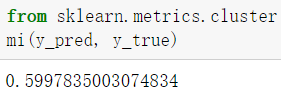 from sklearn.metrics.cluster
mi(y_pred, y_true)
0.5997835003074834